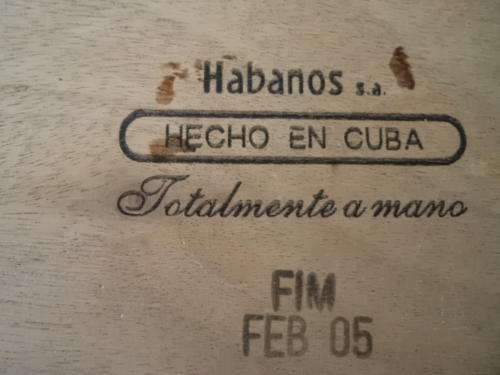 Habanos s.a.
HECHO EN CUBA
Totalmente a mano
FIM
FEB 05